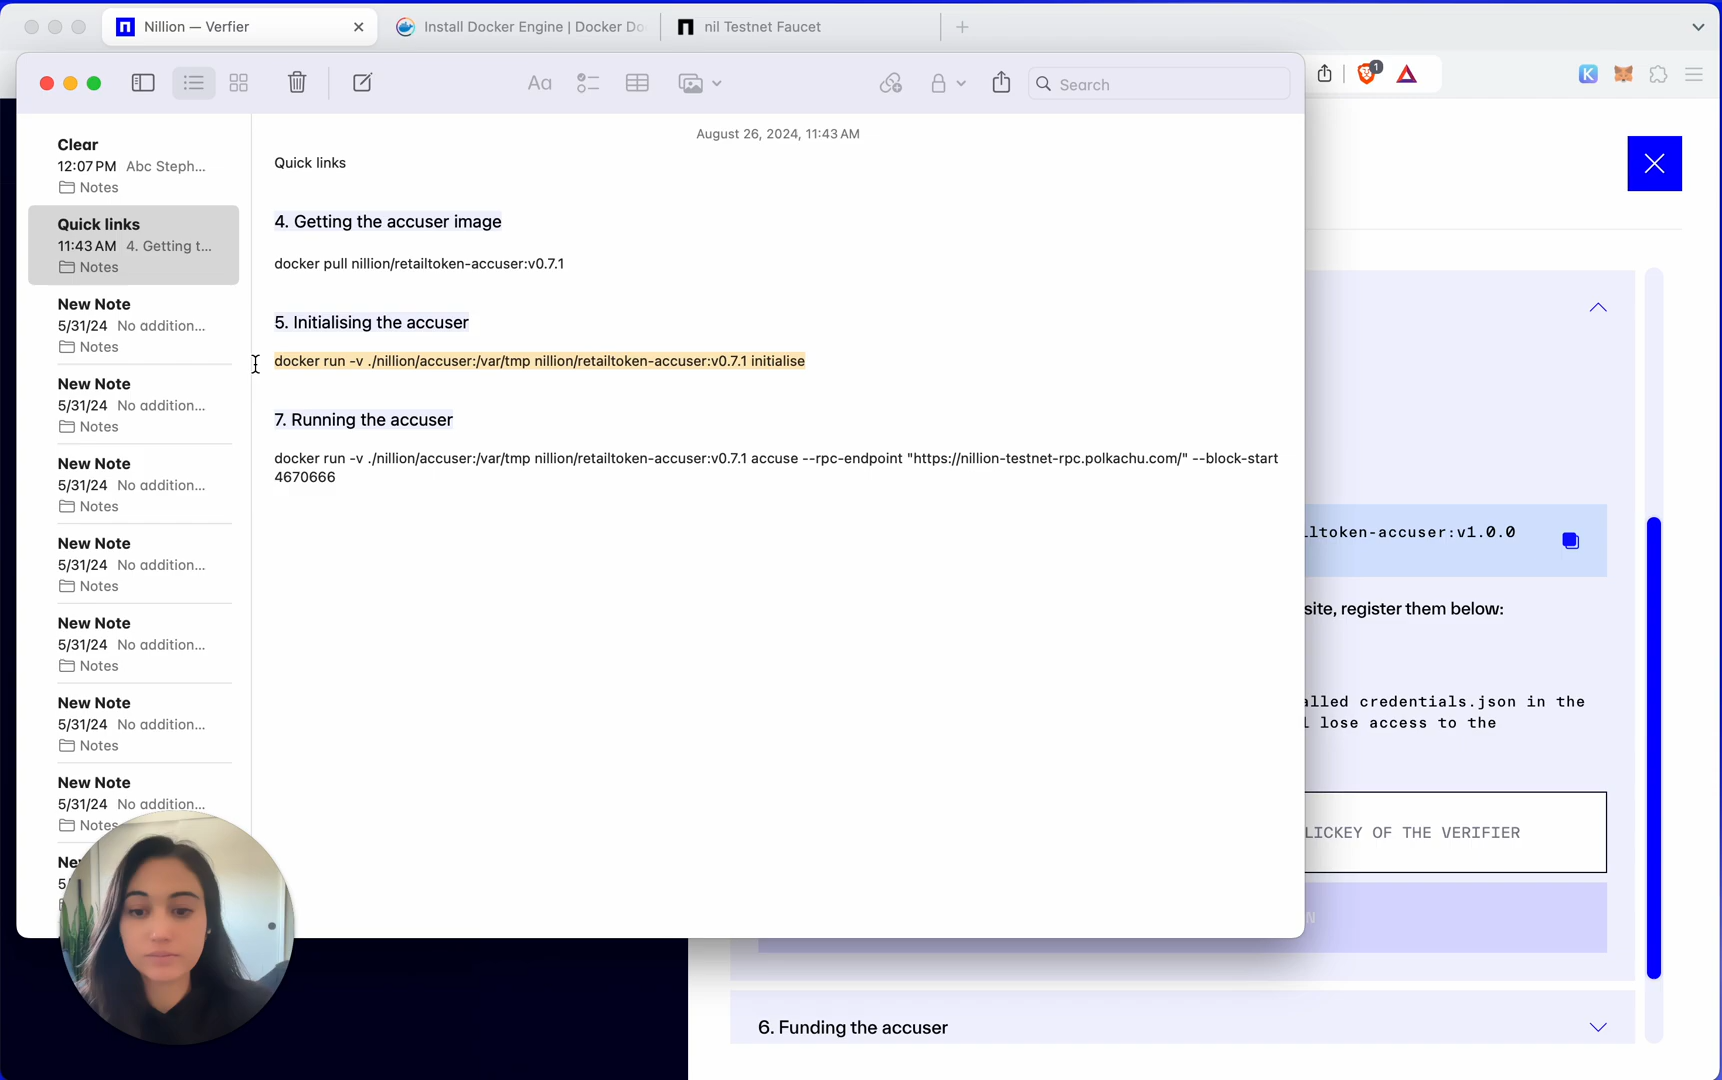 Nillion — Verfier
Install Docker Engine | Docker Do
nil Testnet Faucet
1
Aa
Search
Clear
12:07 PM Abc Steph...
Notes
Quick links
11:43 AM 4. Getting t...
Notes
New Note
5/31/24 No addition...
Notes
New Note
5/31/24 No addition...
Notes
New Note
5/31/24 No addition...
Notes
New Note
5/31/24 No addition...
Notes
New Note
5/31/24 No addition...
Notes
New Note
5/31/24 No addition...
Notes
New Note
5/31/24 No addition...
Notes
August 26, 2024, 11:43 AM
Quick links
4. Getting the accuser image
docker pull nillion/retailtoken-accuser:v0.7.1
5. Initialising the accuser
docker run -v ./nillion/accuser:/var/tmp nillion/retailtoken-accuser:v0.7.1 initialise
7. Running the accuser
docker run -v ./nillion/accuser:/var/tmp nillion/retailtoken-accuser:v0.7.1 accuse --rpc-endpoint "https://nillion-testnet-rpc.polkachu.com/" --block-start
4670666
ltoken-accuser:v1.0.0
site, register them below:
alled credentials.json in the
lose access to the
LICKEY OF THE VERIFIER
N
6. Funding the accuser